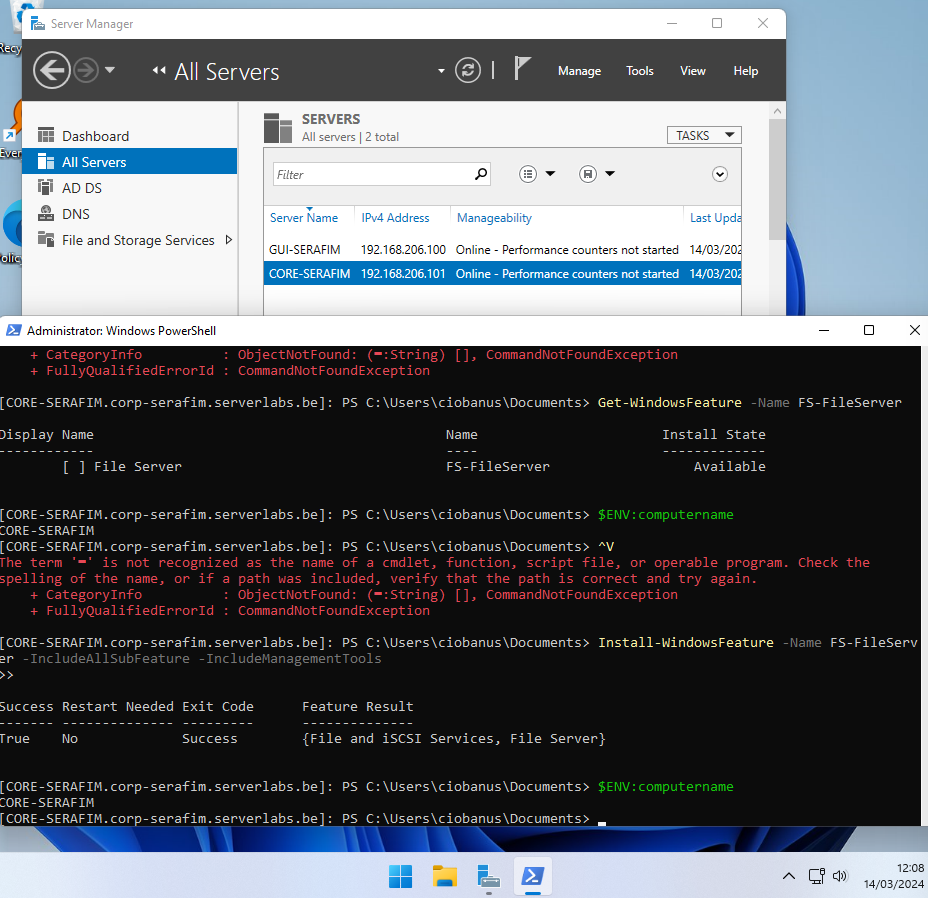 Server Manager
Recy
All Servers
Manage Tools View Help
Dashboard
All Servers
AD DS
DNS
File and Storage Services
Ever
olic
SERVERS
All servers | 2 total
TASKS
Filter
Server Name IPv4 Address Manageability Last Upda
GUI-SERAFIM 192.168.206.100 Online - Performance counters not started 14/03/202
CORE-SERAFIM 192.168.206.101 Online - Performance counters not started 14/03/202
Administrator: Windows PowerShell
+ CategoryInfo : ObjectNotFound: (▬:String) [], CommandNotFoundException
+ FullyQualifiedErrorId : CommandNotFoundException
[CORE-SERAFIM.corp-serafim.serverlabs.be]: PS C:\Users\ciobanus\Documents> Get-WindowsFeature -Name FS-FileServer
Display Name Name Install State
------------ ---- -------------
[ ] File Server FS-FileServer Available
[CORE-SERAFIM.corp-serafim.serverlabs.be]: PS C:\Users\ciobanus\Documents> $ENV:computername
CORE-SERAFIM
[CORE-SERAFIM.corp-serafim.serverlabs.be]: PS C:\Users\ciobanus\Documents> ^V
The term '▬' is not recognized as the name of a cmdlet, function, script file, or operable program. Check the
spelling of the name, or if a path was included, verify that the path is correct and try again.
+ CategoryInfo : ObjectNotFound: (▬:String) [], CommandNotFoundException
+ FullyQualifiedErrorId : CommandNotFoundException
[CORE-SERAFIM.corp-serafim.serverlabs.be]: PS C:\Users\ciobanus\Documents> Install-WindowsFeature -Name FS-FileServ
er -IncludeAllSubFeature -IncludeManagementTools
>>
Success Restart Needed Exit Code Feature Result
------- -------------- --------- --------------
True No Success {File and iSCSI Services, File Server}
[CORE-SERAFIM.corp-serafim.serverlabs.be]: PS C:\Users\ciobanus\Documents> $ENV:computername
CORE-SERAFIM
[CORE-SERAFIM.corp-serafim.serverlabs.be]: PS C:\Users\ciobanus\Documents>
12:08
14/03/2024